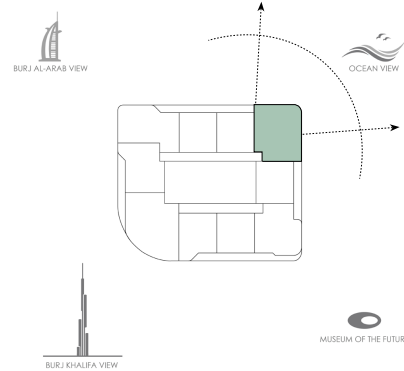 BURJ AL-ARAB VIEW
OCEAN VIEW
MUSEUM OF THE FUTUR
BURJ KHALIFA VIEW